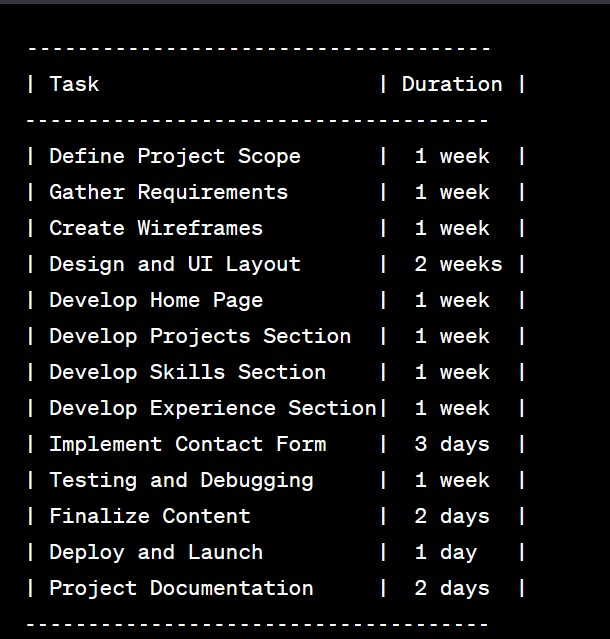 -------------------------------------
| Task                      | Duration |
-------------------------------------
| Define Project Scope      |  1 week  |
| Gather Requirements       |  1 week  |
| Create Wireframes         |  1 week  |
| Design and UI Layout      |  2 weeks |
| Develop Home Page         |  1 week  |
| Develop Projects Section  |  1 week  |
| Develop Skills Section    |  1 week  |
| Develop Experience Section|  1 week  |
| Implement Contact Form    |  3 days  |
| Testing and Debugging     |  1 week  |
| Finalize Content          |  2 days  |
| Deploy and Launch         |  1 day   |
| Project Documentation     |  2 days  |
-------------------------------------